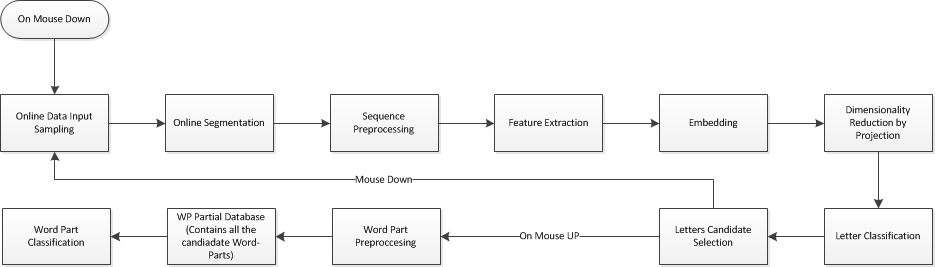 On Mouse Down
Online Data Input
Sampling
Online Segmentation
Sequence
Preprocessing
Feature Extraction
Embedding
Dimensionality
Reduction by
Projection
Mouse Down
Word Part
Classification
WP Partial Database
(Contains all the
candiadate Word-
Parts)
Word Part
Preproccesing
On Mouse UP
Letters Candidate
Selection
Letter Classification